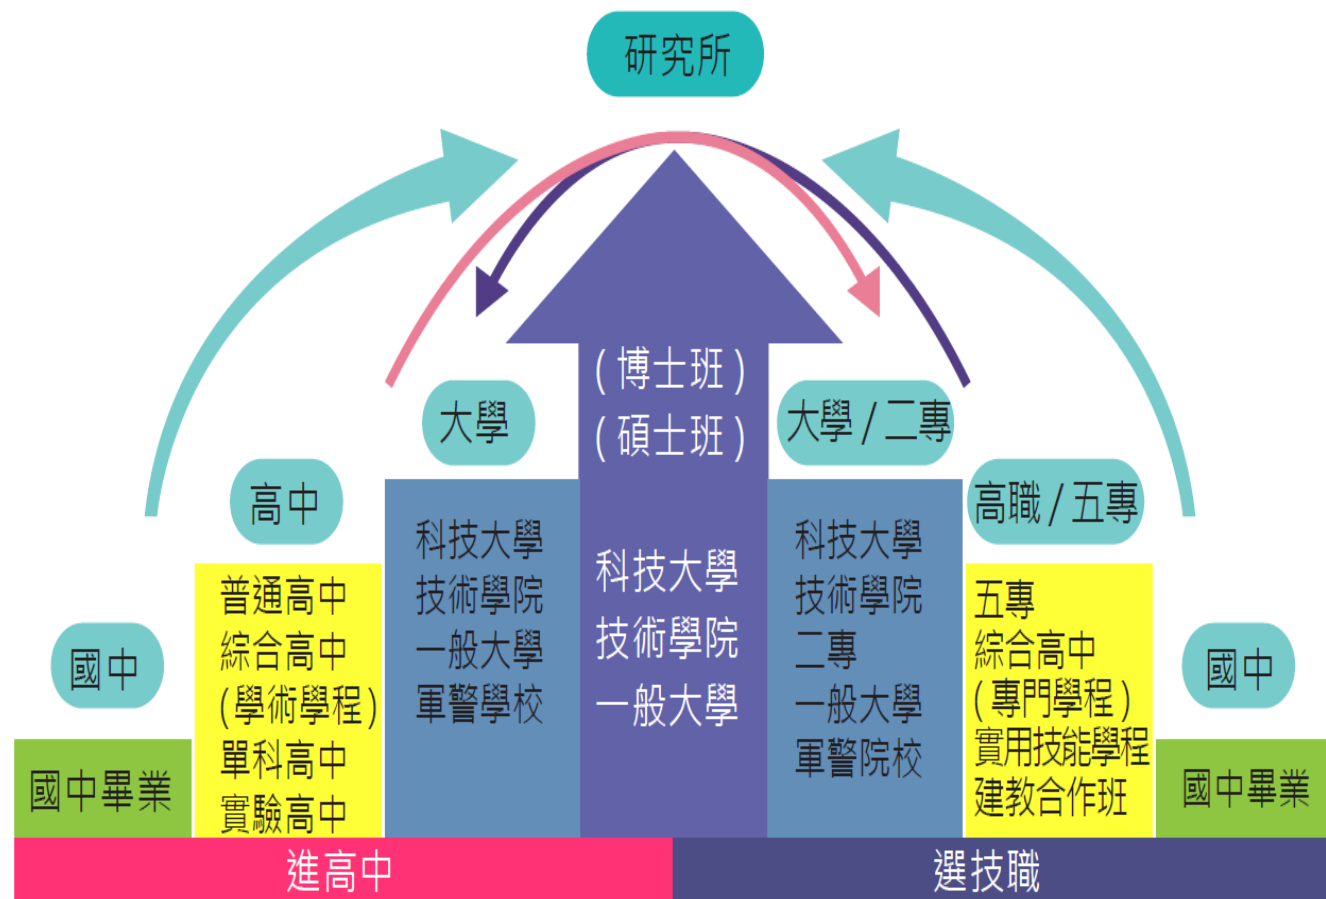 研究所
大學
(博士班)
(碩士班)
大學 / 二專
高中
高職 / 五專
國中
國中
國中畢業
普通高中
綜合高中
(學術學程)
單科高中
實驗高中
科技大學
技術學院
一般大學
軍警學校
科技大學
技術學院
一般大學
科技大學
技術學院
二專
一般大學
軍警院校
五專
綜合高中
(專門學程)
實用技能學程
建教合作班
國中畢業
進高中
選技職